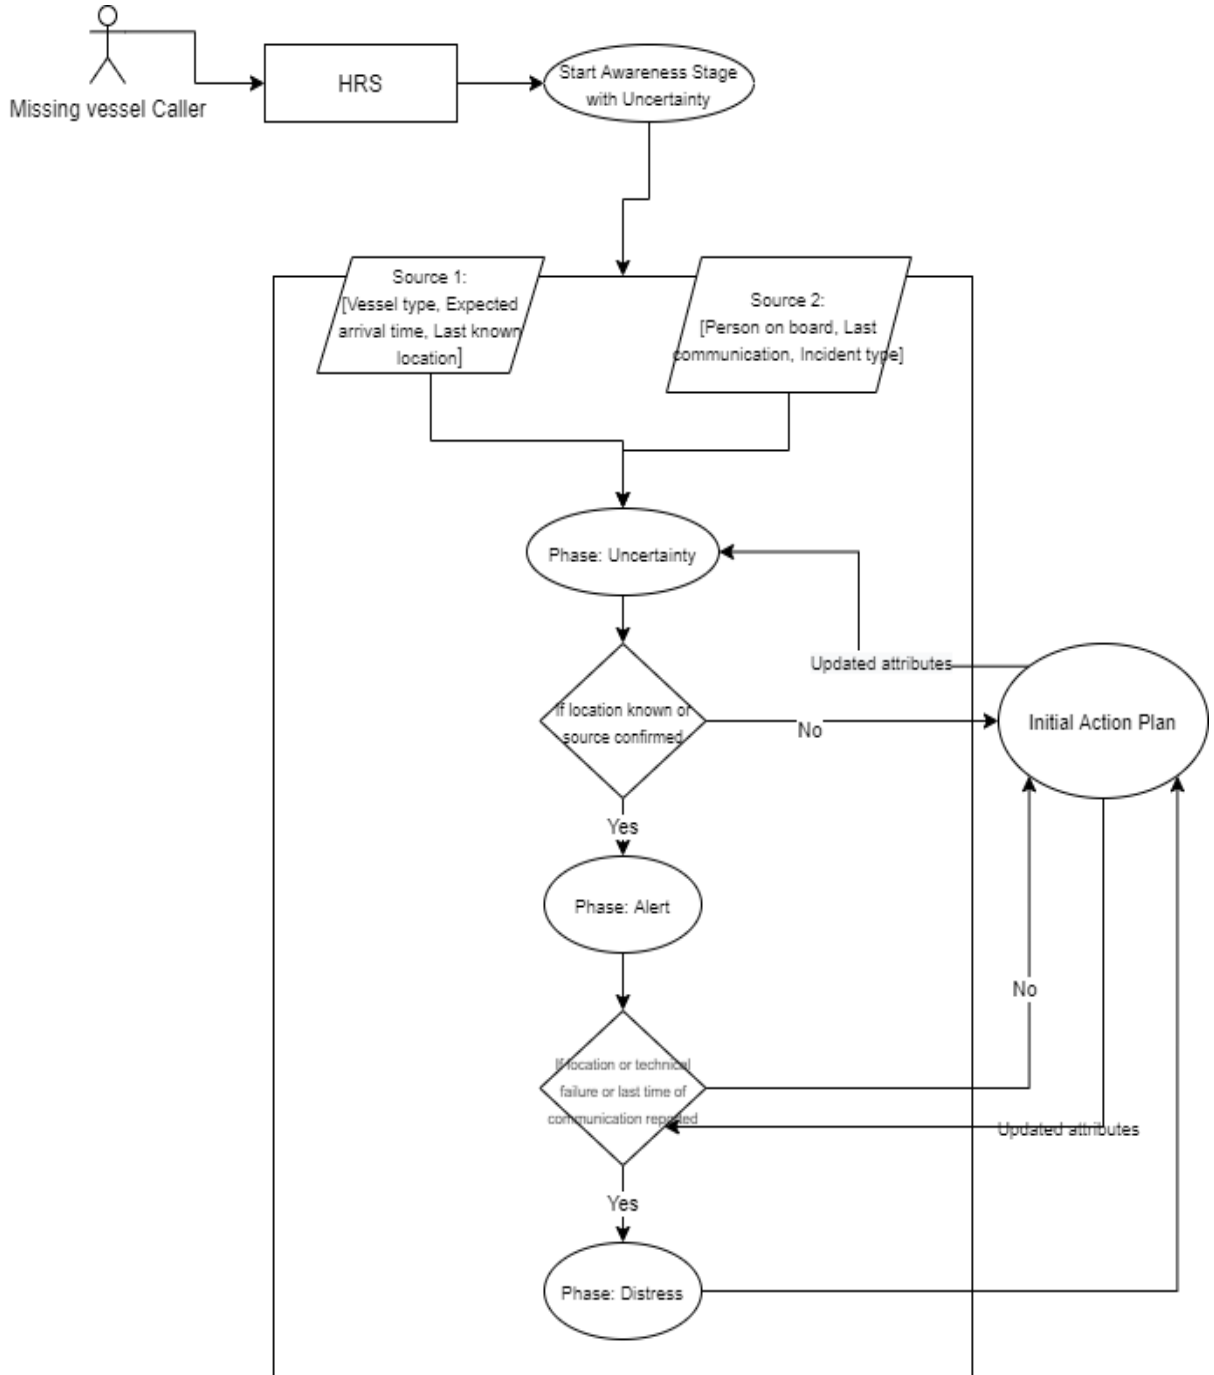 Missing vessel Caller
HRS
Start Awareness Stage
with Uncertainty
Source 1:
[Vessel type, Expected
arrival time, Last known
location]
Source 2:
[Person on board, Last
communication, Incident type]
Phase: Uncertainty
Updated attributes
If location known or
source confirmed
No
Initial Action Plan
Yes
Phase: Alert
No
If location or technical
failure or last time of
communication reported
Updated attributes
Yes
Phase: Distress